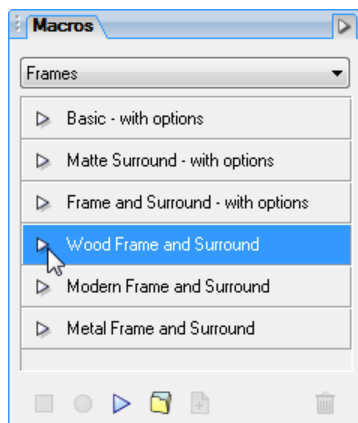 Macros
Frames
Basic - with options
Matte Surround - with options
Frame and Surround - with options
Wood Frame and Surround
Modern Frame and Surround
Metal Frame and Surround